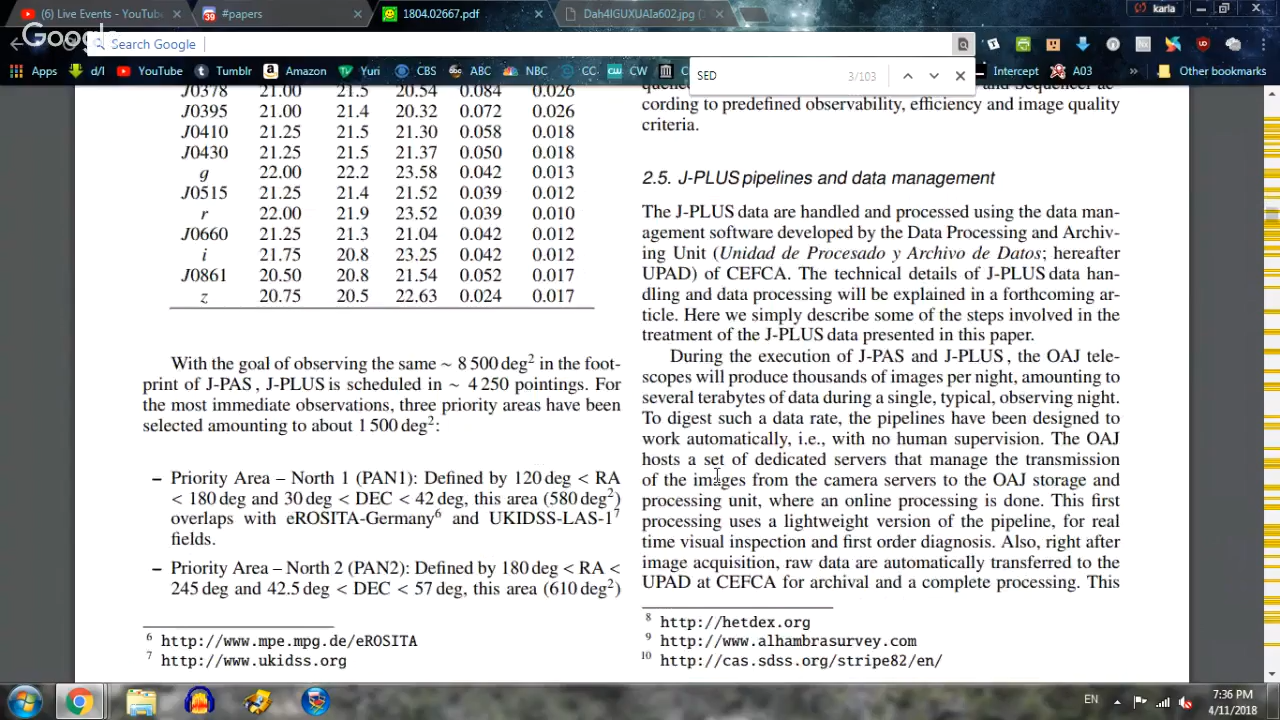 (6) Live Events - YouTube
39
#papers
1804.02667.pdf
Dah4IGUXUAIa602.jpg (1
karla
Google
Search Google
Apps
d/l
YouTube
Tumblr
Amazon
Yuri
CBS
ABC
NBC
CC
CW
Intercept
A03
»
Other bookmarks
SED
3/103
J0378 21.00 21.5 20.54 0.084 0.026
J0395 21.00 21.4 20.32 0.072 0.026
J0410 21.25 21.5 21.30 0.058 0.018
J0430 21.25 21.5 21.37 0.050 0.018
g 22.00 22.2 23.58 0.042 0.013
J0515 21.25 21.4 21.52 0.039 0.012
r 22.00 21.9 23.52 0.039 0.010
J0660 21.25 21.3 21.04 0.042 0.012
i 21.75 20.8 23.25 0.042 0.012
J0861 20.50 20.8 21.54 0.052 0.017
z 20.75 20.5 22.63 0.024 0.017
With the goal of observing the same ~ 8 500 deg² in the foot-
print of J-PAS , J-PLUS is scheduled in ~ 4 250 pointings. For
the most immediate observations, three priority areas have been
selected amounting to about 1 500 deg²:
– Priority Area – North 1 (PAN1): Defined by 120 deg < RA
< 180 deg and 30 deg < DEC < 42 deg, this area (580 deg²)
overlaps with eROSITA-Germany⁶ and UKIDSS-LAS-1⁷
fields.
– Priority Area – North 2 (PAN2): Defined by 180 deg < RA <
245 deg and 42.5 deg < DEC < 57 deg, this area (610 deg²)
⁶ http://www.mpe.mpg.de/eROSITA
⁷ http://www.ukidss.org
cording to predefined observability, efficiency and image quality
criteria.
2.5. J-PLUS pipelines and data management
The J-PLUS data are handled and processed using the data man-
agement software developed by the Data Processing and Archiv-
ing Unit (Unidad de Procesado y Archivo de Datos; hereafter
UPAD) of CEFCA. The technical details of J-PLUS data han-
dling and data processing will be explained in a forthcoming ar-
ticle. Here we simply describe some of the steps involved in the
treatment of the J-PLUS data presented in this paper.
During the execution of J-PAS and J-PLUS , the OAJ tele-
scopes will produce thousands of images per night, amounting to
several terabytes of data during a single, typical, observing night.
To digest such a data rate, the pipelines have been designed to
work automatically, i.e., with no human supervision. The OAJ
hosts a set of dedicated servers that manage the transmission
of the images from the camera servers to the OAJ storage and
processing unit, where an online processing is done. This first
processing uses a lightweight version of the pipeline, for real
time visual inspection and first order diagnosis. Also, right after
image acquisition, raw data are automatically transferred to the
UPAD at CEFCA for archival and a complete processing. This
⁸ http://hetdex.org
⁹ http://www.alhambrasurvey.com
¹⁰ http://cas.sdss.org/stripe82/en/
EN
7:36 PM
4/11/2018